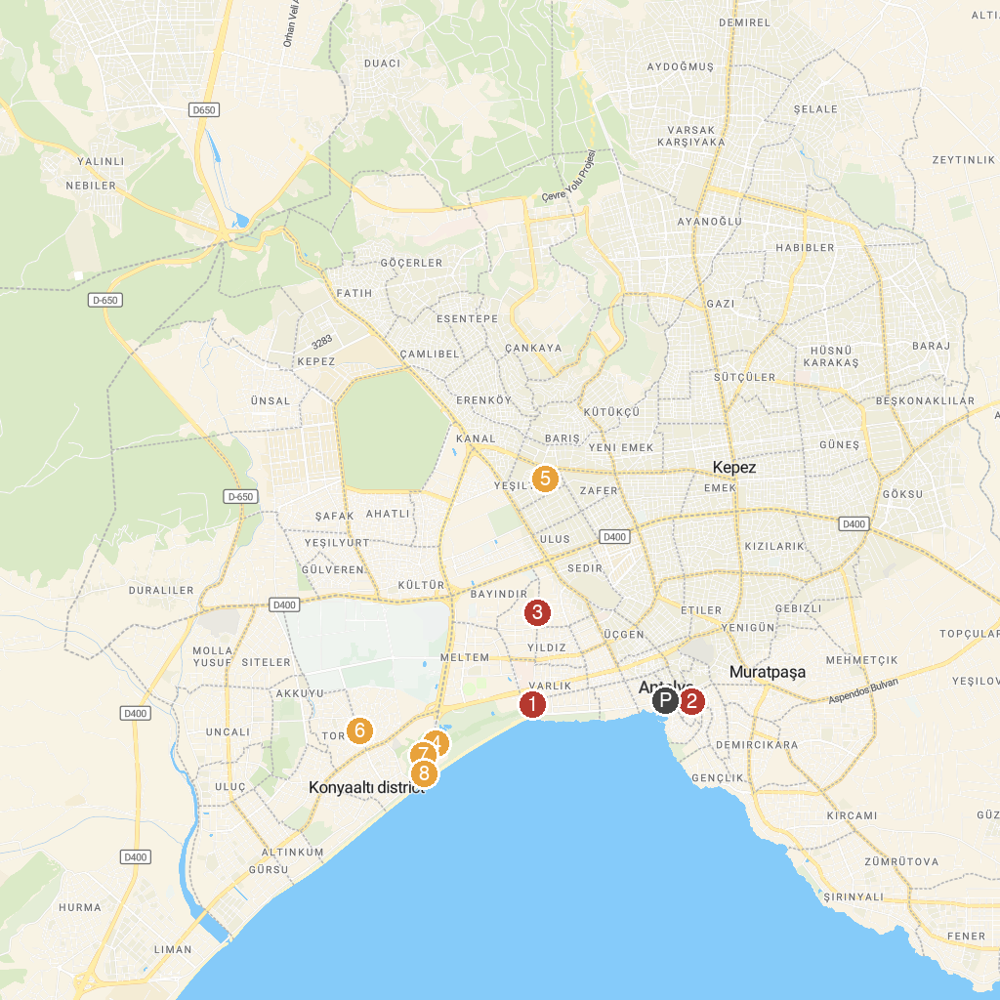 DEMIREL
ALTI
Orhan Veli
DUACI
AYDOĞMUŞ
D650
ŞELALE
VARSAK
KARŞIYAKA
YALINLI
ZEYTINLIK
NEBILER
Çevre Yolu Projesi
AYANOĞLU
HABIBLER
GÖÇERLER
FATIH
D-650
GAZI
ESENTEPE
3283
ÇAMLIBEL
ÇANKAYA
HÜSNÜ
KARAKAŞ
BARAJ
KEPEZ
SÜTÇÜLER
ÜNSAL
ERENKÖY
BEŞKONAKLILAR
KÜTÜKÇÜ
KANAL
BARIŞ
YENI EMEK
GÜNEŞ
Kepez
5
YEŞILT
ZAFER
EMEK
D-650
GÖKSU
ŞAFAK
AHATLI
D400
YEŞILYURT
ULUS
D400
KIZILARIK
GÜLVEREN
SEDIR
KÜLTÜR
DURALILER
BAYINDIR
D400
3
ETILER
GEBIZLI
YENIGÜN
ÜÇGEN
TOPÇULAR
YILDIZ
MOLLA
YUSUF
SITELER
MELTEM
MEHMETÇIK
Muratpaşa
YEŞILOV
AKKUYU
VARLIK
Antalya
Aspendos Bulvarı
1
P
2
D400
UNCALI
TOR
6
4
DEMIRCIKARA
7
8
GENÇLIK
ULUÇ
Konyaaltı district
KIRCAMI
GÜZ
ALTINKUM
D400
GÜRSU
ZÜMRÜTOVA
ŞIRINYALI
HURMA
FENER
LIMAN